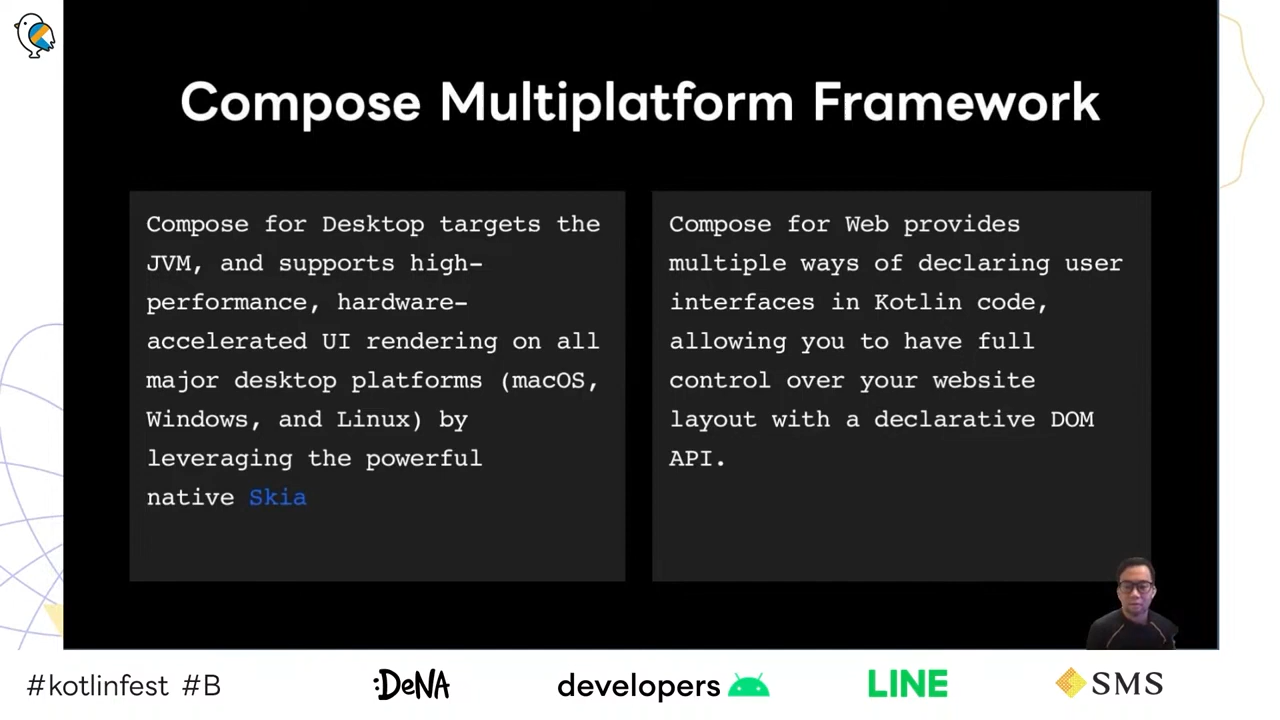 Compose Multiplatform Framework
Compose for Desktop targets the
JVM, and supports high-
performance, hardware-
accelerated UI rendering on all
major desktop platforms (macOS,
Windows, and Linux) by
leveraging the powerful
native Skia
Compose for Web provides
multiple ways of declaring user
interfaces in Kotlin code,
allowing you to have full
control over your website
layout with a declarative DOM
API.
#kotlinfest #B
:DeNA
developers
LINE
SMS